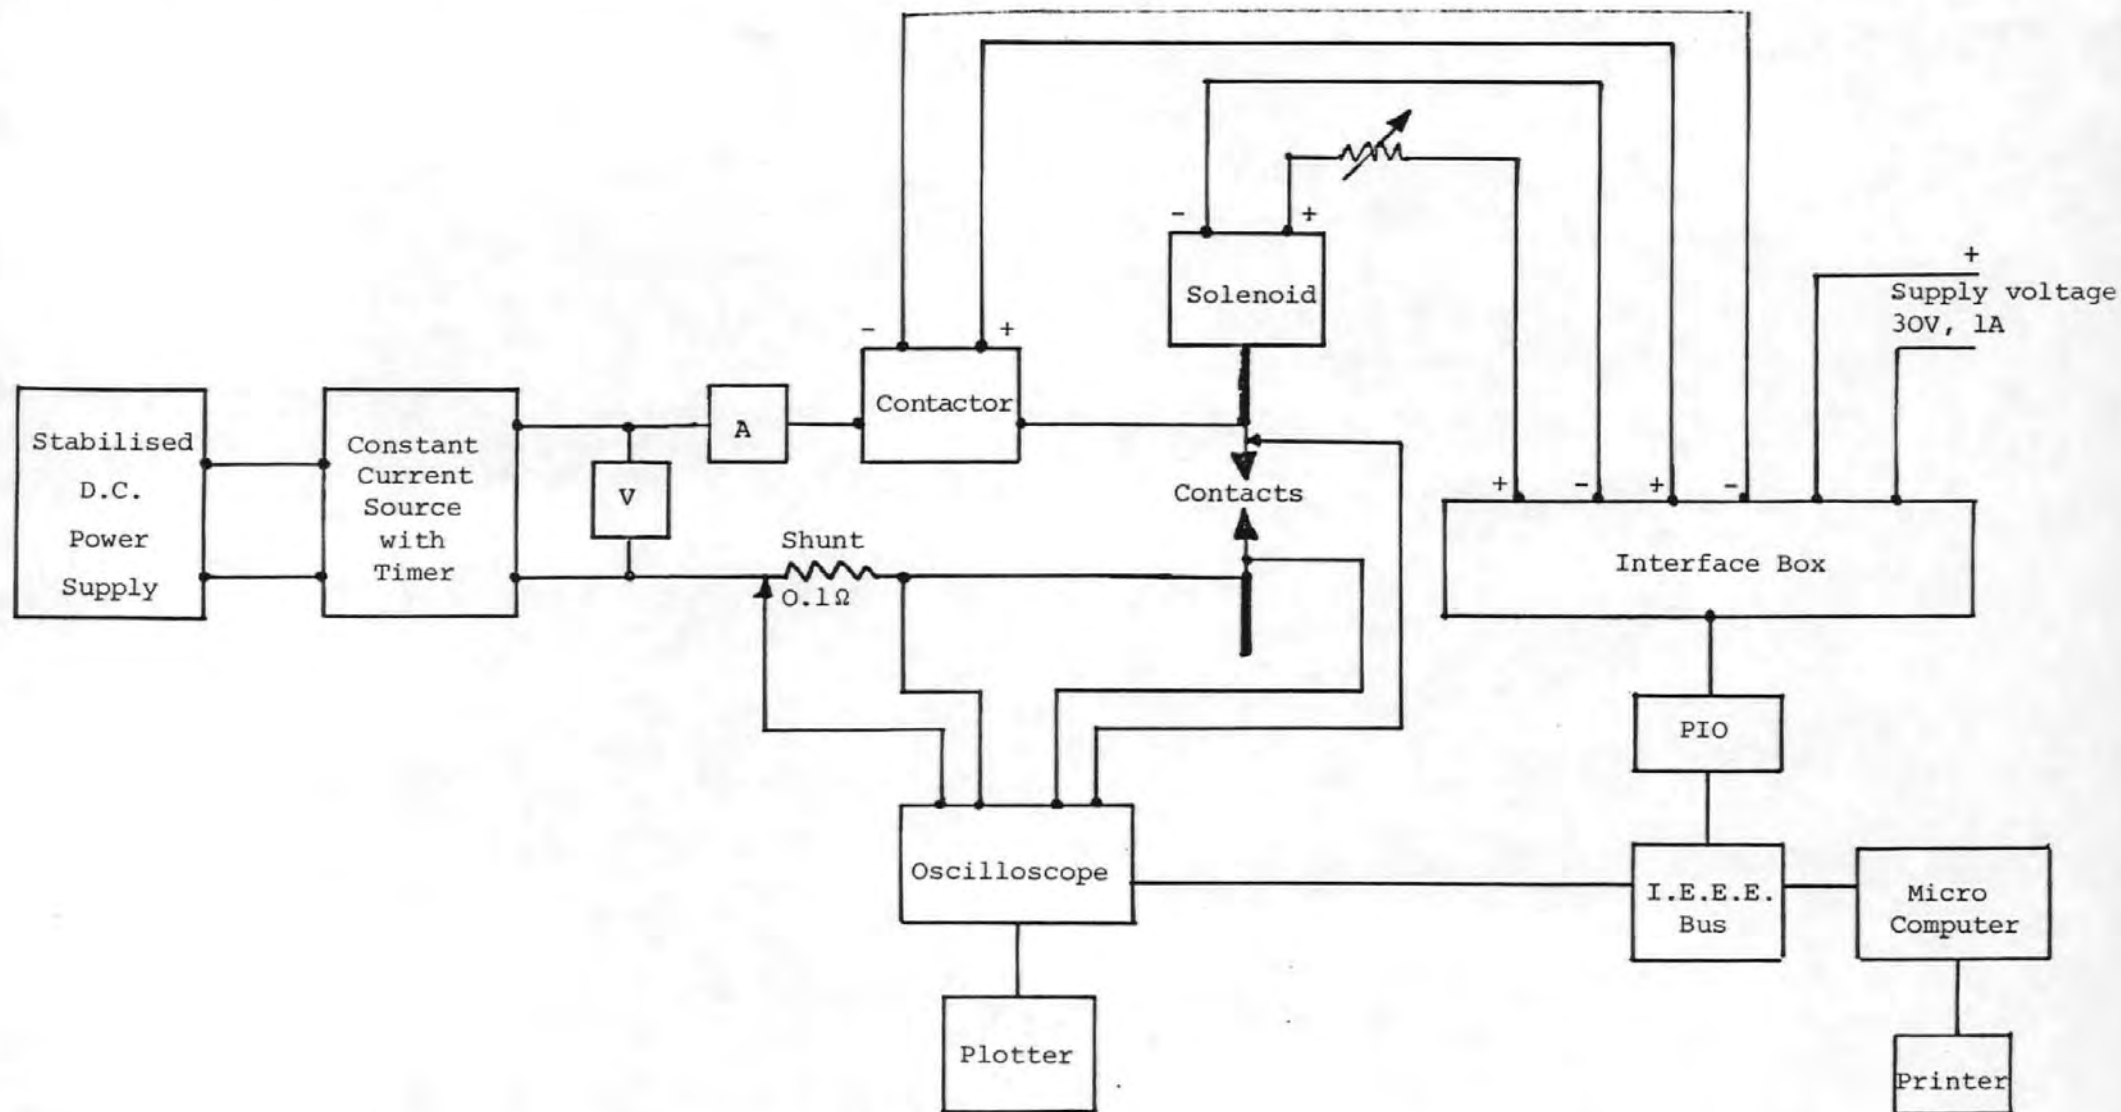 -
+
Solenoid
+
Supply voltage
30V, 1A
-
+
Contactor
Stabilised
D.C.
Power
Supply
Constant
Current
Source
with
Timer
A
V
Contacts
Shunt
0.1Ω
+
-
+
-
Interface Box
PIO
Oscilloscope
I.E.E.E.
Bus
Micro
Computer
Plotter
Printer